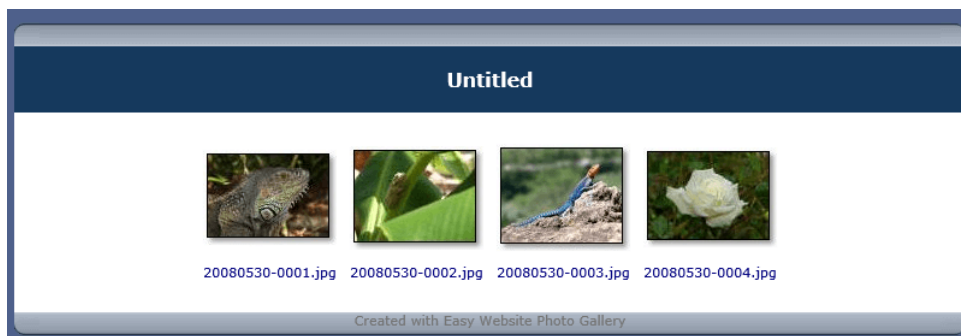 Untitled
20080530-0001.jpg 20080530-0002.jpg 20080530-0003.jpg 20080530-0004.jpg
Created with Easy Website Photo Gallery